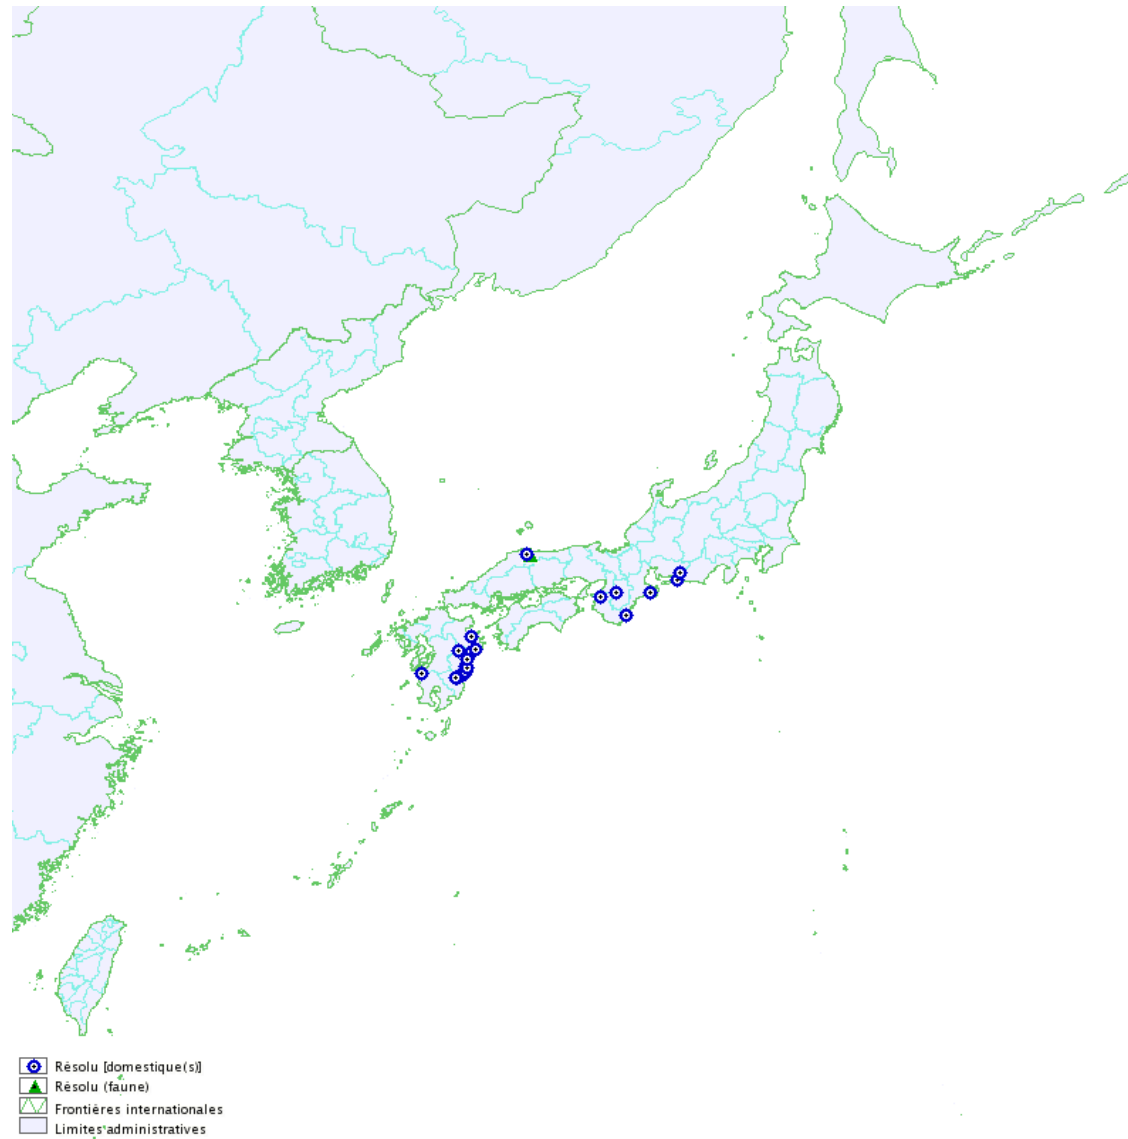 Résolu [domestique(s)]
Résolu (faune)
Frontières internationales
Limites administratives